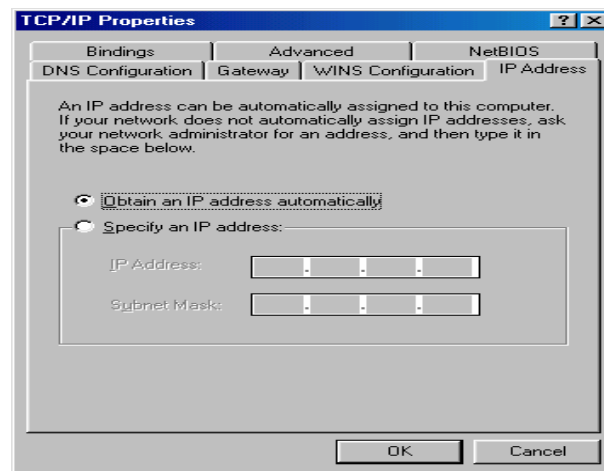 TCP/IP Properties
Bindings Advanced NetBIOS
DNS Configuration Gateway WINS Configuration IP Address
An IP address can be automatically assigned to this computer.
If your network does not automatically assign IP addresses, ask
your network administrator for an address, and then type it in
the space below.
Obtain an IP address automatically
Specify an IP address:
IP Address:
Subnet Mask:
OK Cancel